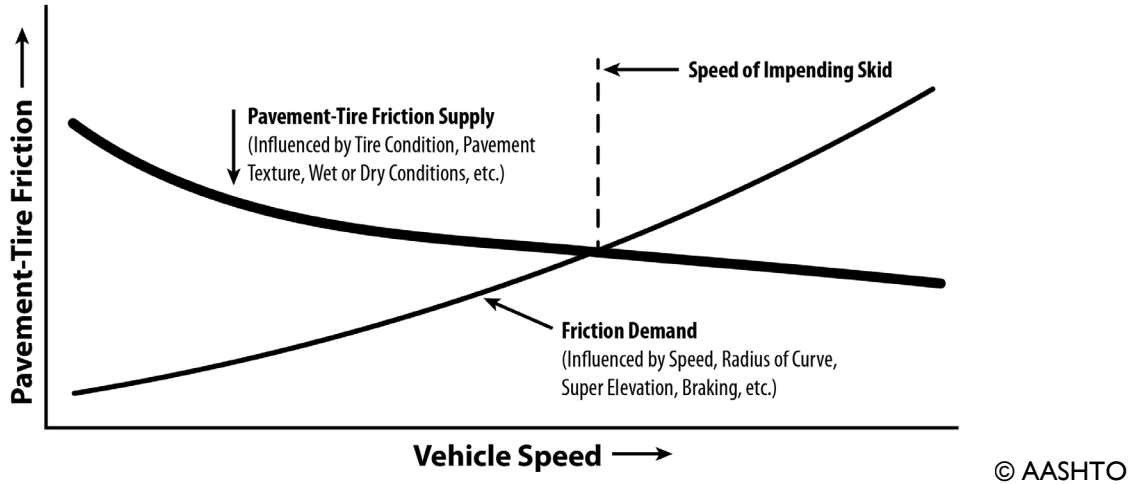 Pavement-Tire Friction
Speed of Impending Skid
Pavement-Tire Friction Supply
(Influenced by Tire Condition, Pavement
Texture, Wet or Dry Conditions, etc.)
Friction Demand
(Influenced by Speed, Radius of Curve,
Super Elevation, Braking, etc.)
Vehicle Speed
© AASHTO